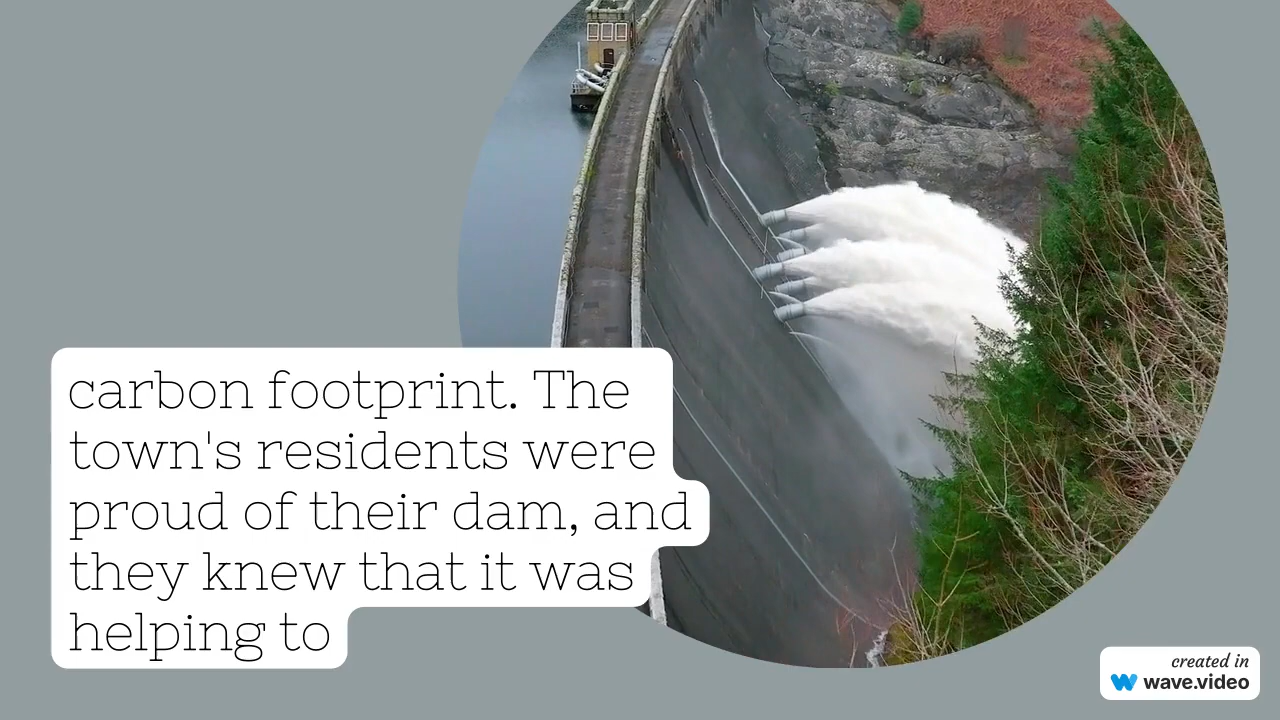 carbon footprint. The
town's residents were
proud of their dam, and
they knew that it was
helping to
created in
wave.video